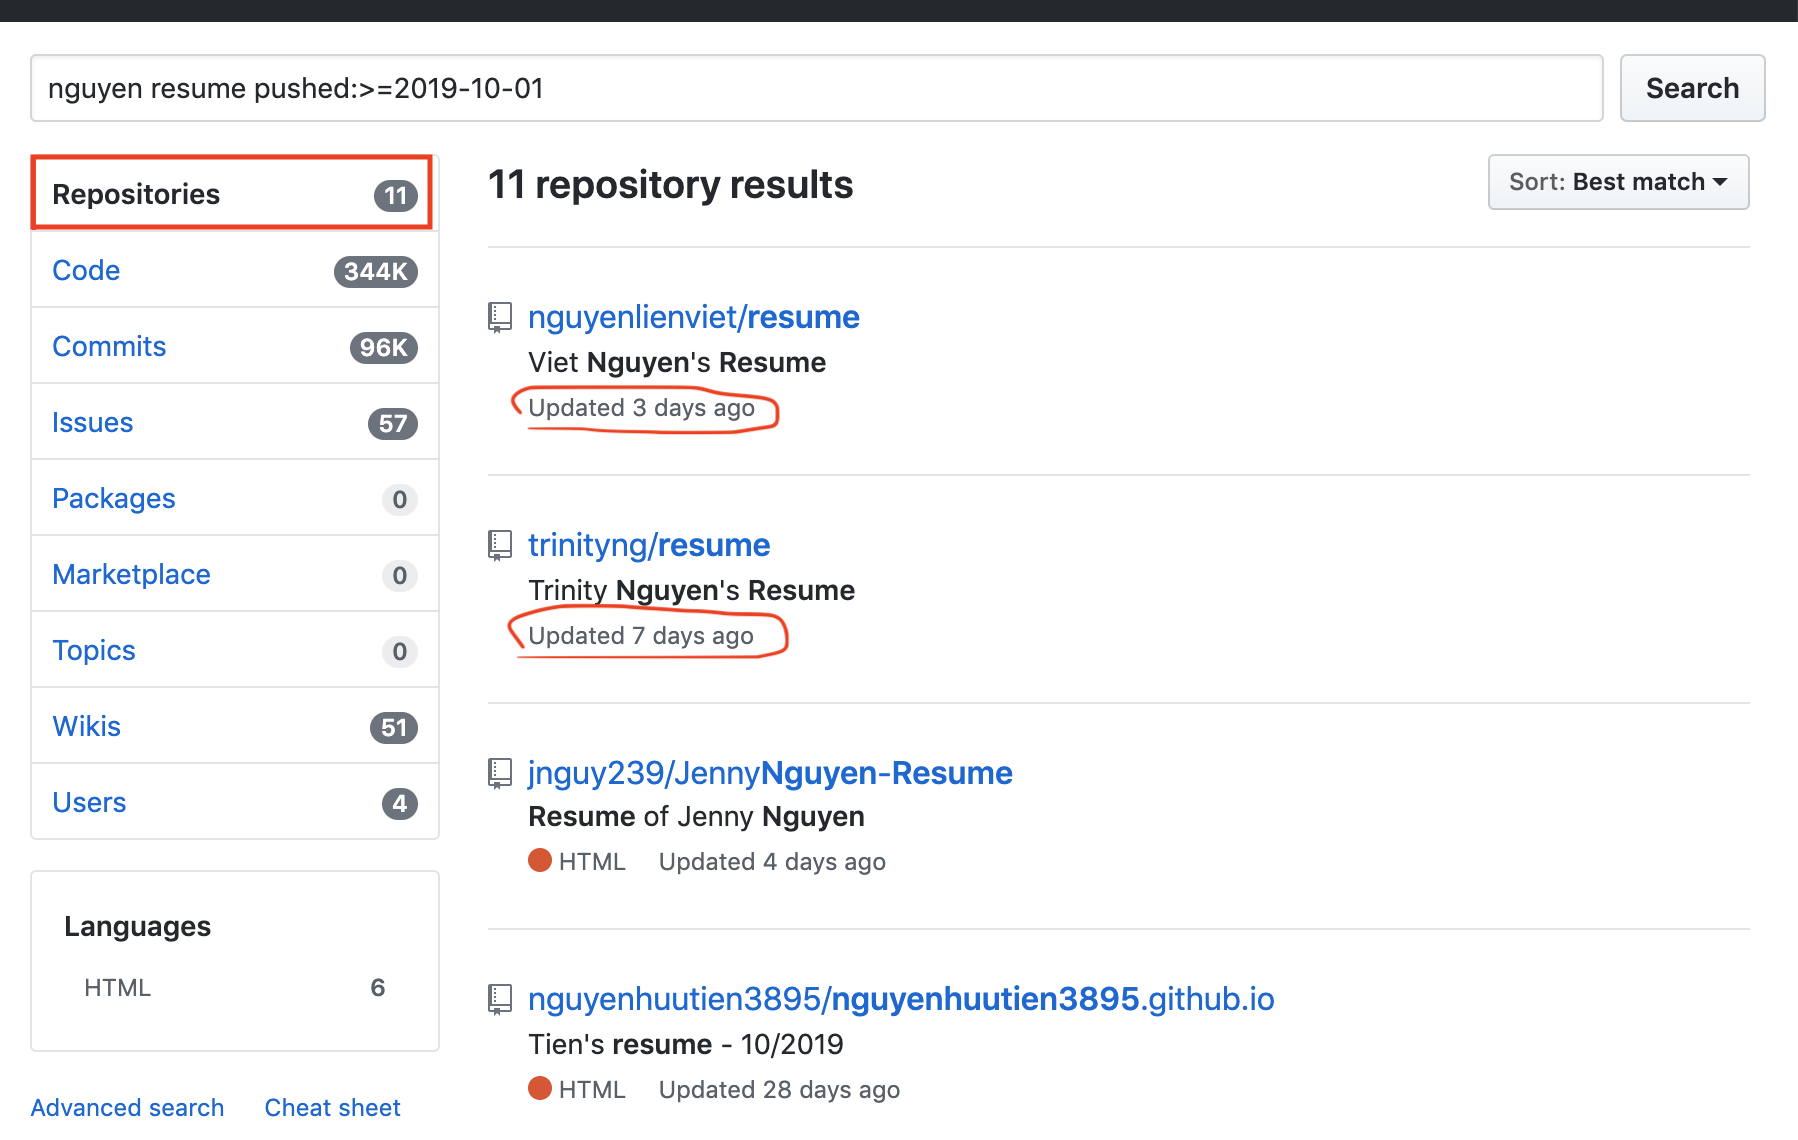 nguyen resume pushed:>=2019-10-01
Search
Repositories 11
Code 344K
Commits 96K
Issues 57
Packages 0
Marketplace 0
Topics 0
Wikis 51
Users 4
Languages
HTML 6
Advanced search Cheat sheet
11 repository results
Sort: Best match
nguyenlienviet/resume
Viet Nguyen's Resume
Updated 3 days ago
trinityng/resume
Trinity Nguyen's Resume
Updated 7 days ago
jnguy239/JennyNguyen-Resume
Resume of Jenny Nguyen
HTML Updated 4 days ago
nguyenhuutien3895/nguyenhuutien3895.github.io
Tien's resume - 10/2019
HTML Updated 28 days ago